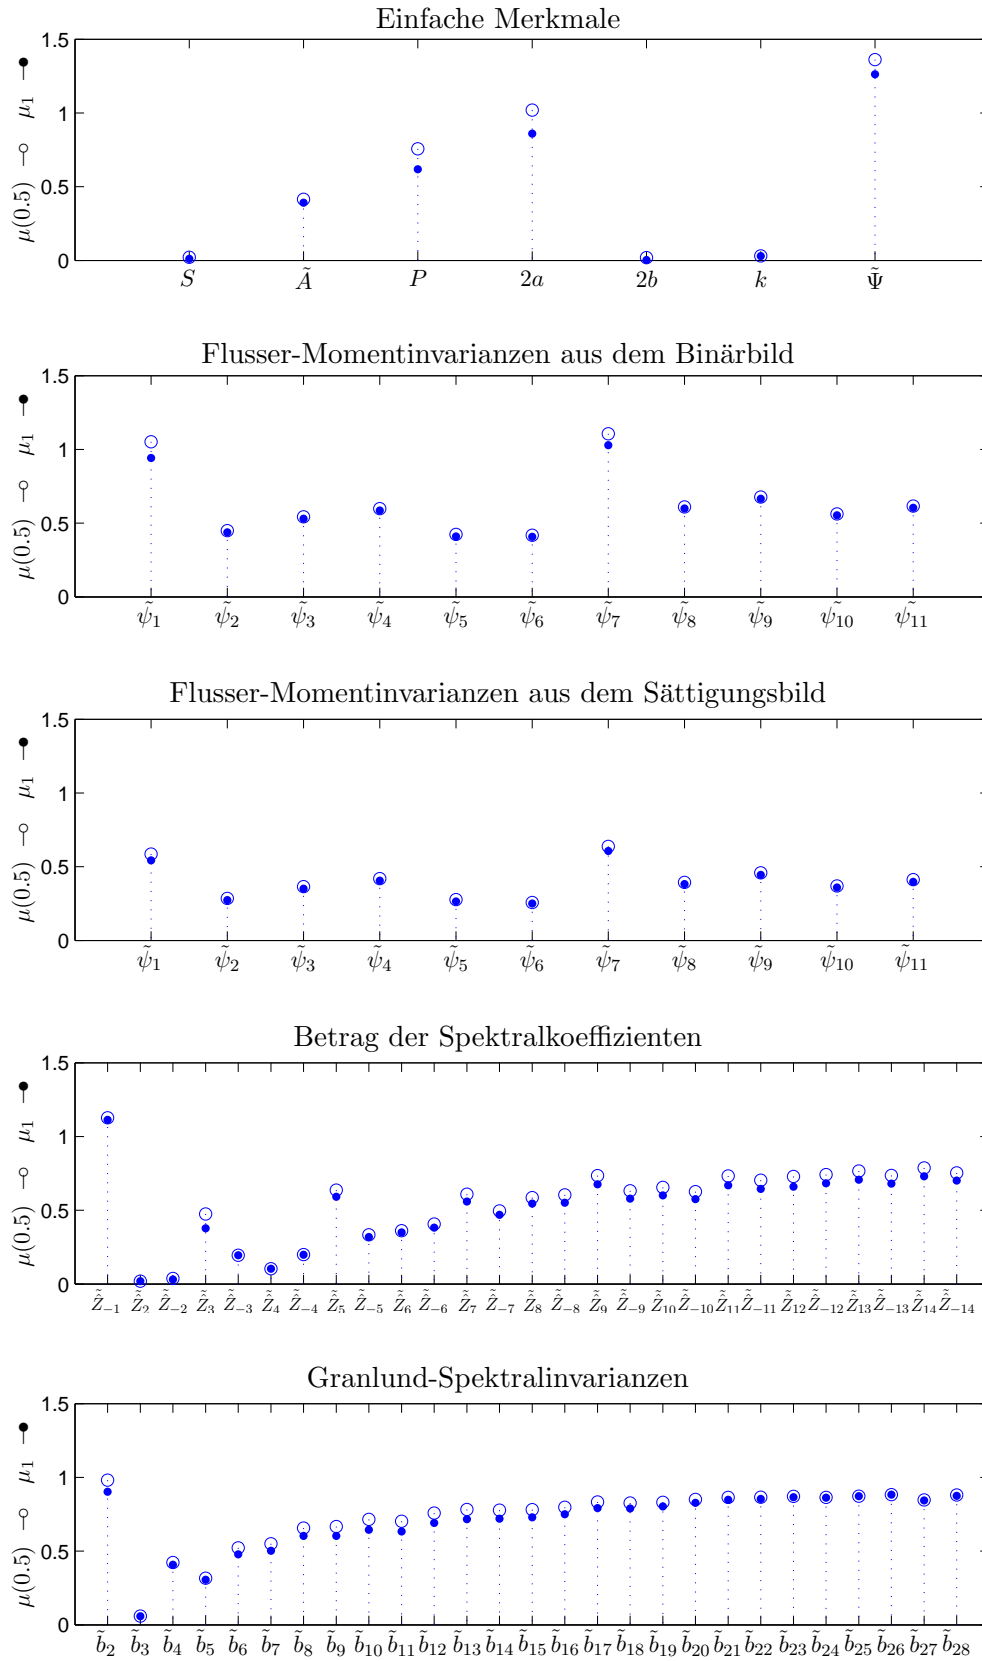 Einfache Merkmale
μ(0.5) μ₁
1.5
1
0.5
0
S Ã P 2a 2b k Ψ̃
Flusser-Momentinvarianzen aus dem Binärbild
μ(0.5) μ₁
1.5
1
0.5
0
ψ̃₁ ψ̃₂ ψ̃₃ ψ̃₄ ψ̃₅ ψ̃₆ ψ̃₇ ψ̃₈ ψ̃₉ ψ̃₁₀ ψ̃₁₁
Flusser-Momentinvarianzen aus dem Sättigungsbild
μ(0.5) μ₁
1.5
1
0.5
0
ψ̃₁ ψ̃₂ ψ̃₃ ψ̃₄ ψ̃₅ ψ̃₆ ψ̃₇ ψ̃₈ ψ̃₉ ψ̃₁₀ ψ̃₁₁
Betrag der Spektralkoeffizienten
μ(0.5) μ₁
1.5
1
0.5
0
Z̃̃₋₁ Z̃̃₂ Z̃̃₋₂ Z̃̃₃ Z̃̃₋₃ Z̃̃₄ Z̃̃₋₄ Z̃̃₅ Z̃̃₋₅ Z̃̃₆ Z̃̃₋₆ Z̃̃₇ Z̃̃₋₇ Z̃̃₈ Z̃̃₋₈ Z̃̃₉ Z̃̃₋₉ Z̃̃₁₀ Z̃̃₋₁₀ Z̃̃₁₁ Z̃̃₋₁₁ Z̃̃₁₂ Z̃̃₋₁₂ Z̃̃₁₃ Z̃̃₋₁₃ Z̃̃₁₄ Z̃̃₋₁₄
Granlund-Spektralinvarianzen
μ(0.5) μ₁
1.5
1
0.5
0
b̃₂ b̃₃ b̃₄ b̃₅ b̃₆ b̃₇ b̃₈ b̃₉ b̃₁₀ b̃₁₁ b̃₁₂ b̃₁₃ b̃₁₄ b̃₁₅ b̃₁₆ b̃₁₇ b̃₁₈ b̃₁₉ b̃₂₀ b̃₂₁ b̃₂₂ b̃₂₃ b̃₂₄ b̃₂₅ b̃₂₆ b̃₂₇ b̃₂₈